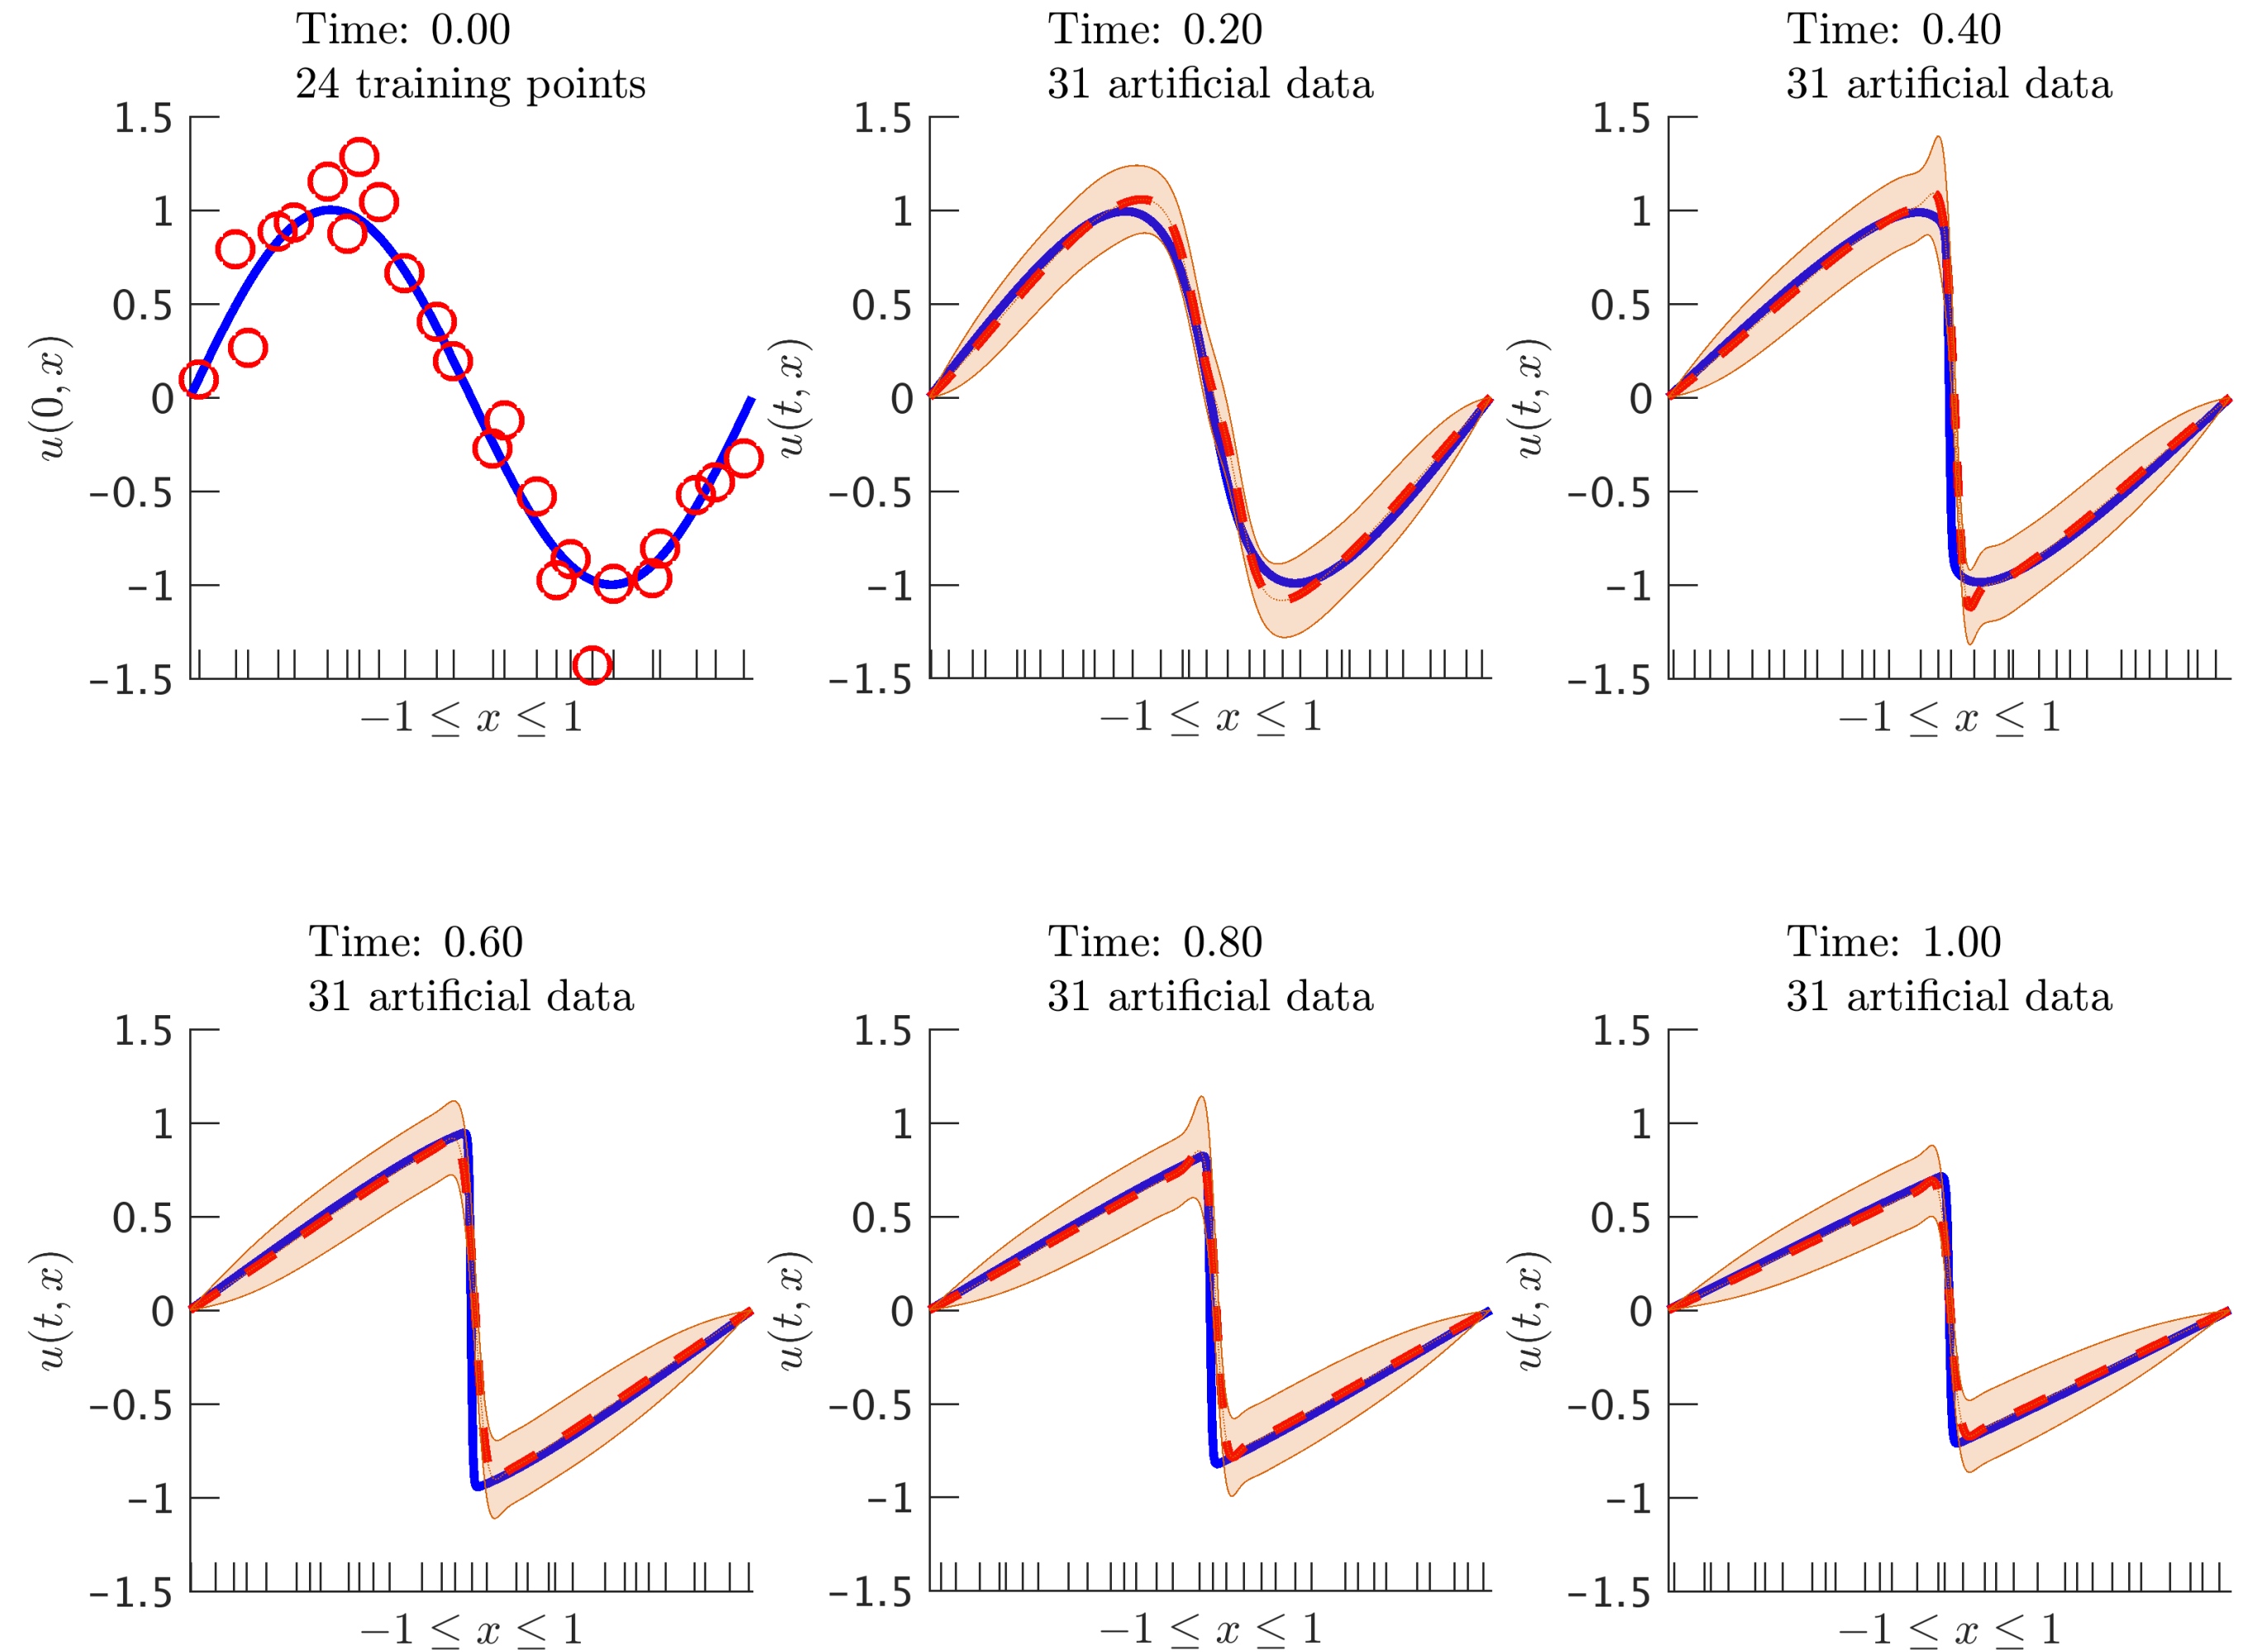 Time: 0.00
24 training points
1.5
1
0.5
0
-0.5
-1
-1.5
u(0, x)
−1 ≤ x ≤ 1
Time: 0.20
31 artificial data
1.5
1
0.5
0
-0.5
-1
-1.5
u(t, x)
−1 ≤ x ≤ 1
Time: 0.40
31 artificial data
1.5
1
0.5
0
-0.5
-1
-1.5
u(t, x)
−1 ≤ x ≤ 1
Time: 0.60
31 artificial data
1.5
1
0.5
0
-0.5
-1
-1.5
u(t, x)
−1 ≤ x ≤ 1
Time: 0.80
31 artificial data
1.5
1
0.5
0
-0.5
-1
-1.5
u(t, x)
−1 ≤ x ≤ 1
Time: 1.00
31 artificial data
1.5
1
0.5
0
-0.5
-1
-1.5
u(t, x)
−1 ≤ x ≤ 1